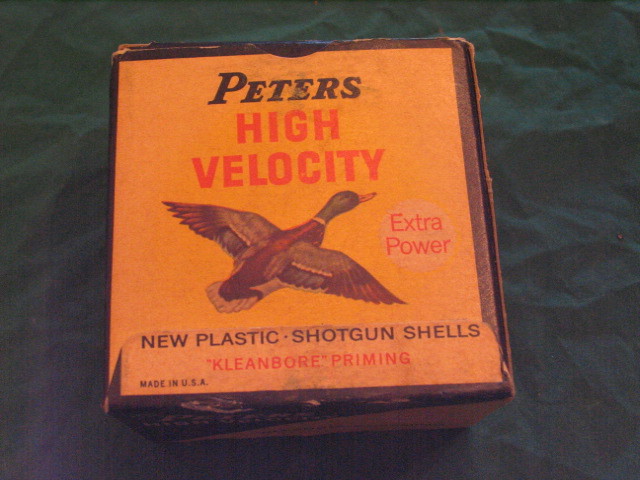 PETERS
HIGH
VELOCITY
Extra
Power
NEW PLASTIC · SHOTGUN SHELLS
"KLEANBORE" PRIMING
MADE IN U.S.A.